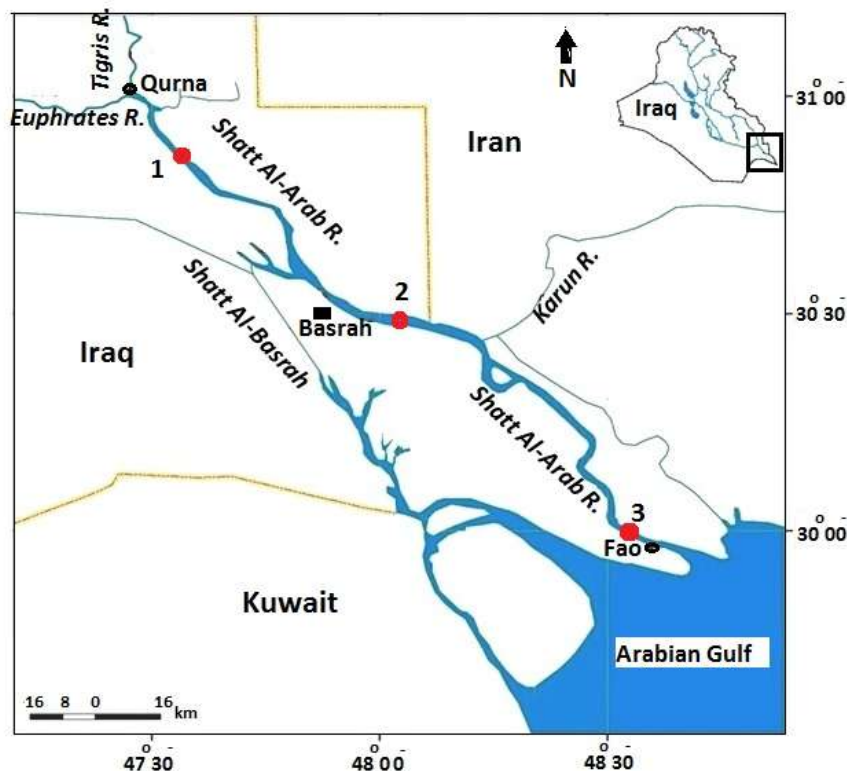 Tigris R.
Qurna
Euphrates R.
1
Shatt Al-Arab R.
Iran
N
Iraq
31° 00-
Karun R.
2
30° 30-
Basrah
Shatt Al-Basrah
Iraq
Shatt Al-Arab R.
3
Fao
30° 00-
Kuwait
Arabian Gulf
16 8 0 16
km
47° 30-
48° 00-
48° 30-